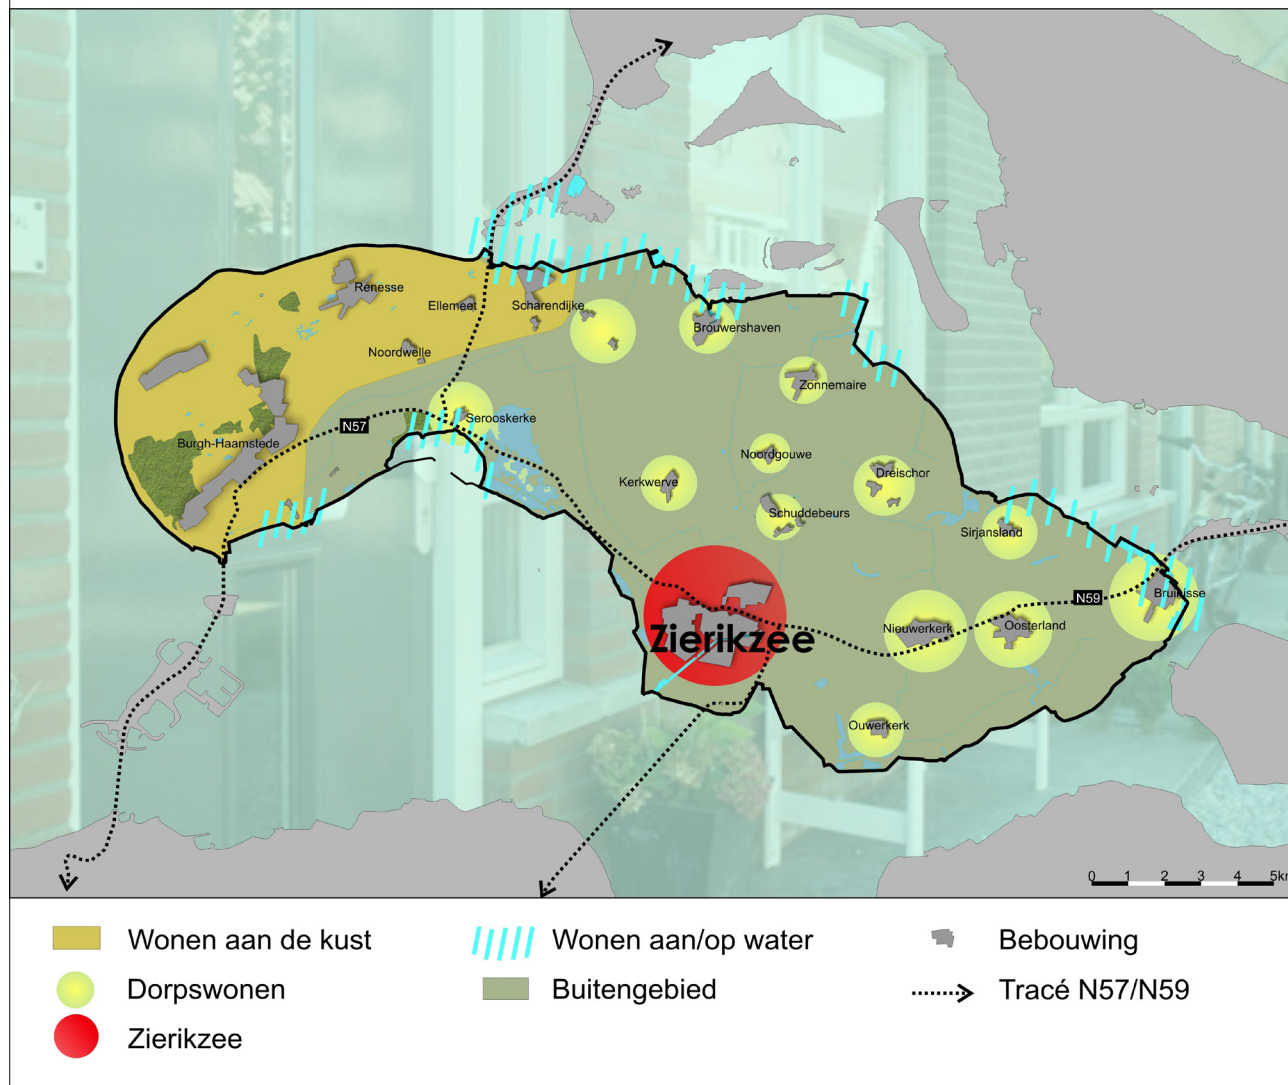 Renesse
Ellemeet
Scharendijke
Brouwershaven
Noordwelle
Zonnemaire
Serooskerke
N57
Burgh-Haamstede
Noordgouwe
Kerkwerve
Dreischor
Schuddebeurs
Sirjansland
N59
Bruinisse
Zierikzee
Nieuwerkerk
Oosterland
Ouwerkerk
0 1 2 3 4 5km
Wonen aan de kust
Wonen aan/op water
Bebouwing
Dorpswonen
Buitengebied
Tracé N57/N59
Zierikzee